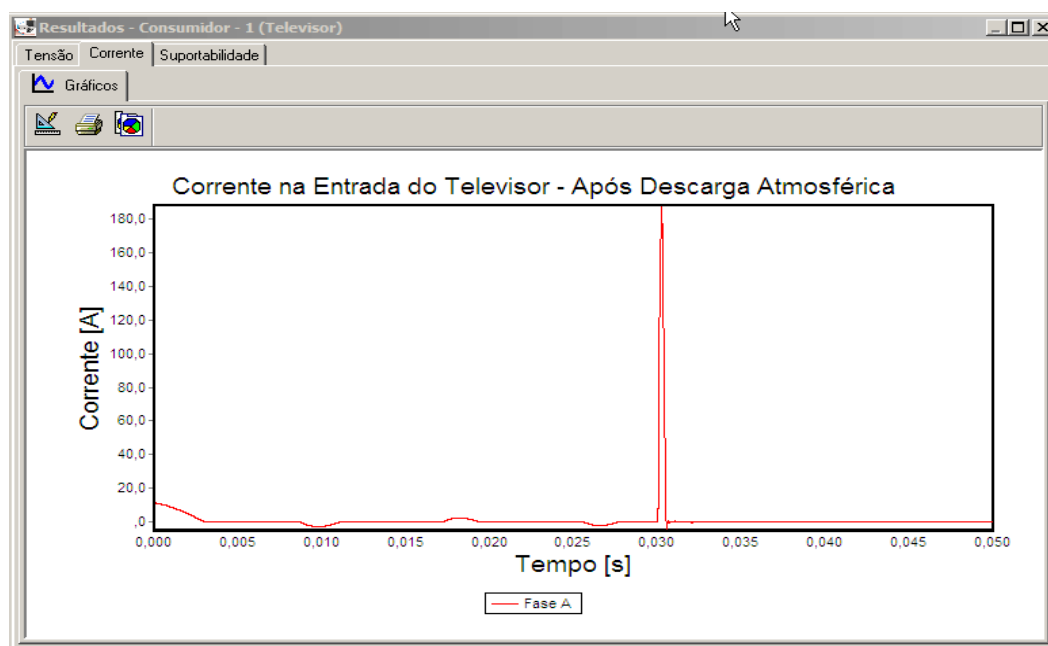 Resultados - Consumidor - 1 (Televisor)
Tensão Corrente Suportabilidade
Gráficos
Corrente na Entrada do Televisor - Após Descarga Atmosférica
180,0
160,0
140,0
120,0
100,0
80,0
60,0
40,0
20,0
,0
Corrente [A]
0,000 0,005 0,010 0,015 0,020 0,025 0,030 0,035 0,040 0,045 0,050
Tempo [s]
Fase A